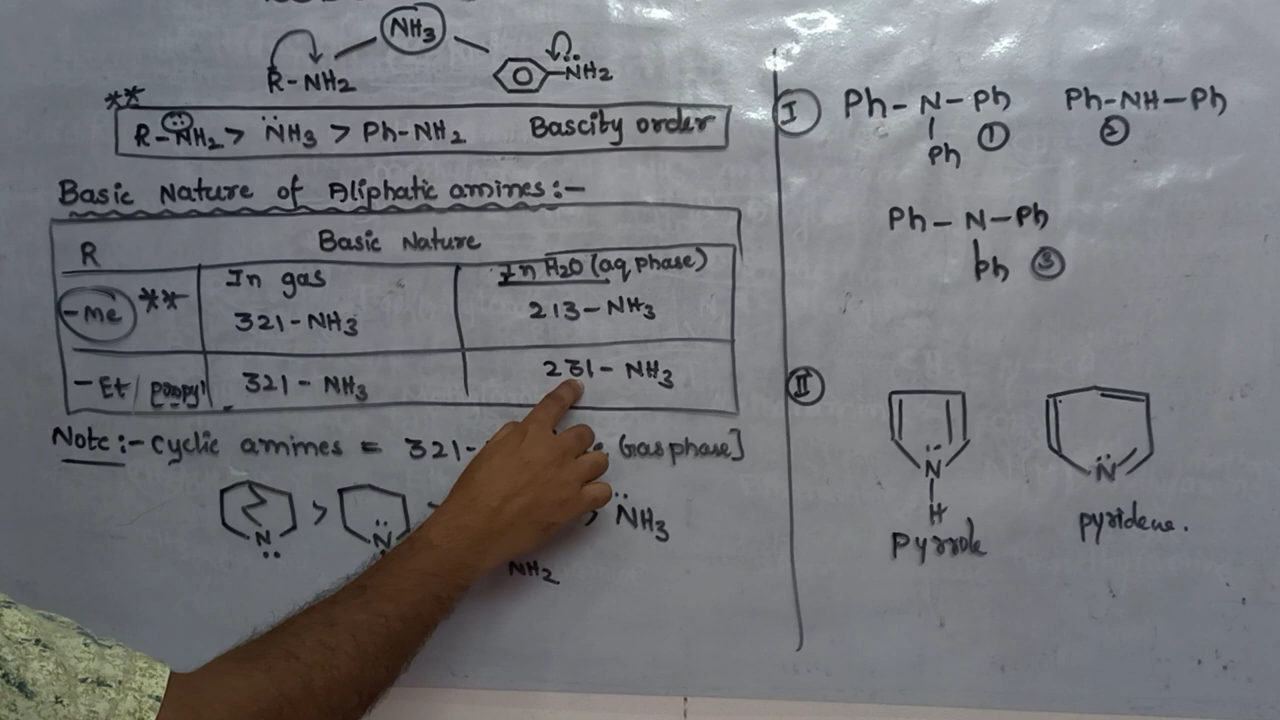 NH3
R-NH2
NH2
**
R-NH2 > NH3 > Ph-NH2 Bascity order
Basic Nature of Aliphatic amines:-
R Basic Nature
In gas In H2O (aq phase)
-Me ** 321-NH3 213-NH3
-Et/ propyl 321-NH3 231-NH3
Note:- cyclic amines = 321- Gas phase]
N > N > NH3
NH2
I Ph-N-Ph Ph-NH-Ph
Ph 1 2
Ph-N-Ph
Ph 3
II
N N
H
Pyrrole pyridene.